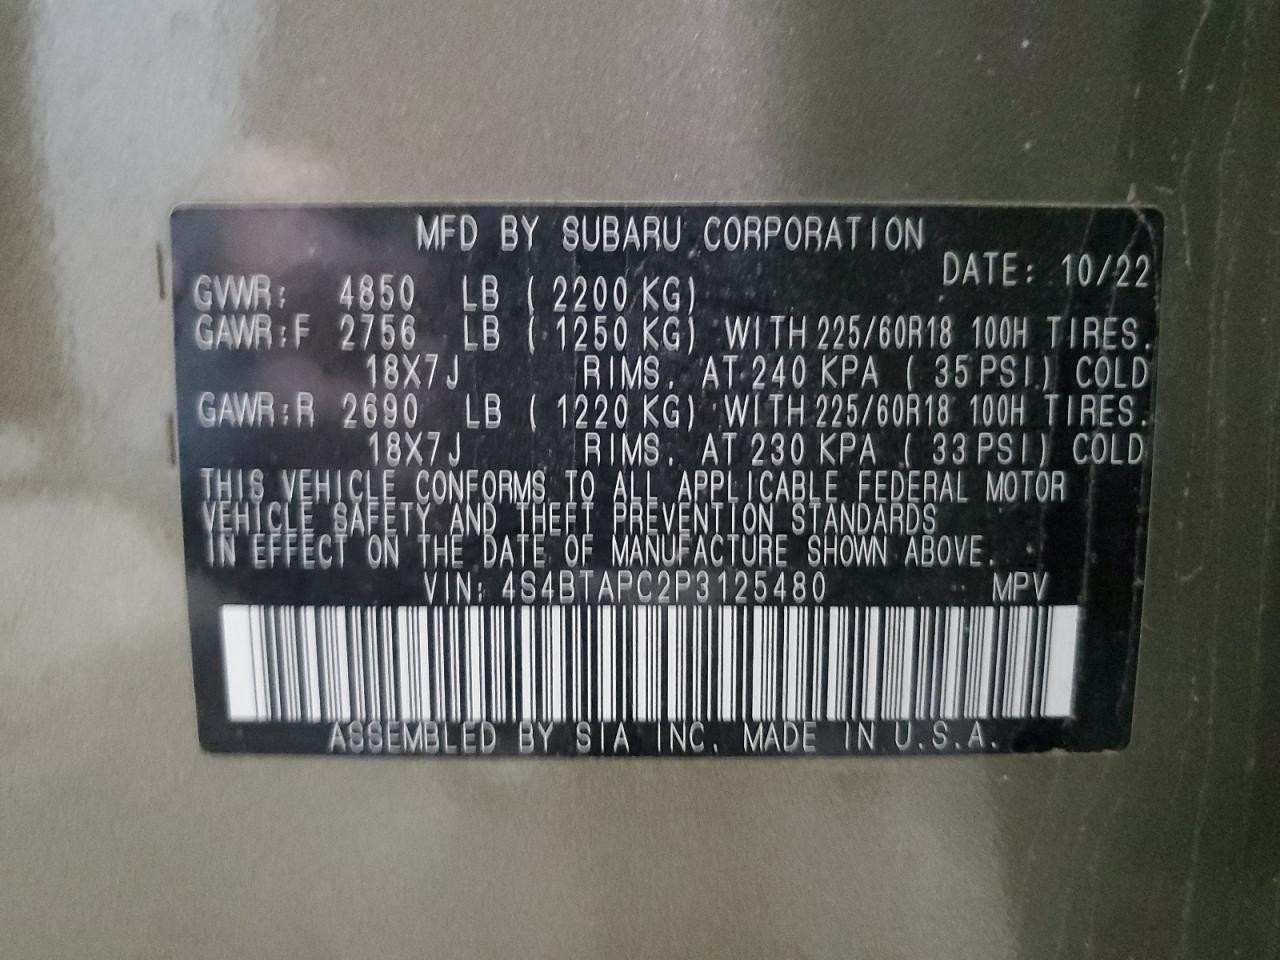 MFD BY SUBARU CORPORATION
DATE: 10/22
GVWR: 4850 LB ( 2200 KG)
GAWR:F 2756 LB ( 1250 KG) WITH 225/60R18 100H TIRES.
18X7J RIMS, AT 240 KPA ( 35 PSI) COLD
GAWR:R 2690 LB ( 1220 KG) WITH 225/60R18 100H TIRES.
18X7J RIMS, AT 230 KPA ( 33 PSI) COLD
THIS VEHICLE CONFORMS TO ALL APPLICABLE FEDERAL MOTOR
VEHICLE SAFETY AND THEFT PREVENTION STANDARDS
IN EFFECT ON THE DATE OF MANUFACTURE SHOWN ABOVE.
VIN: 4S4BTAPC2P3125480 MPV
ASSEMBLED BY SIA INC. MADE IN U.S.A.